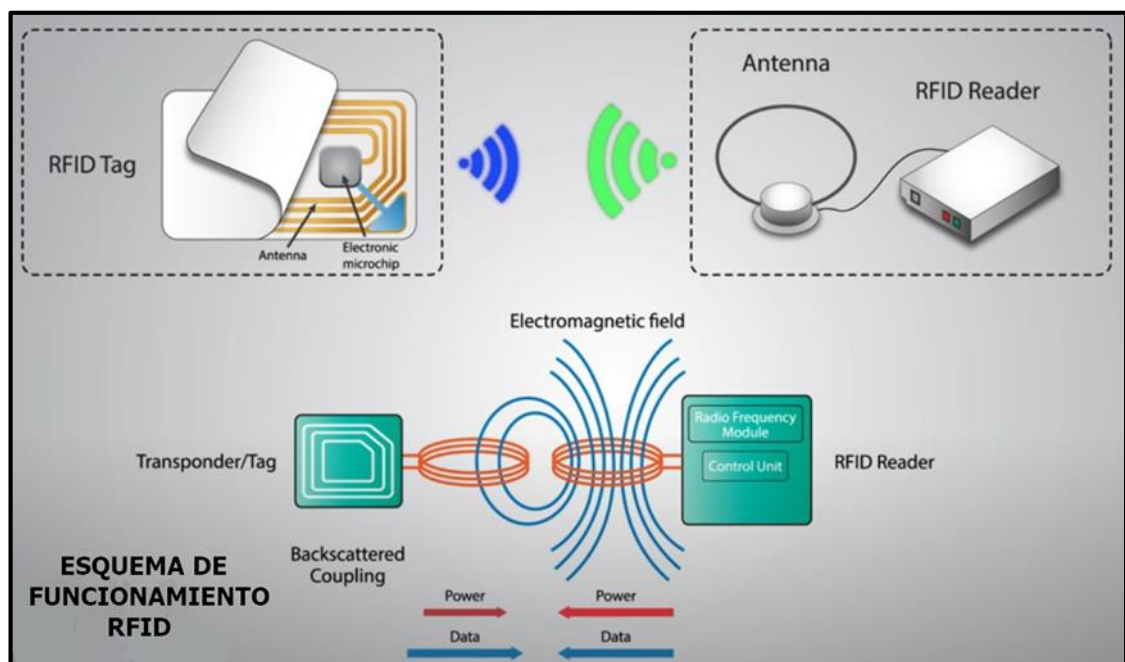 RFID Tag
Antenna
Electronic
microchip
Antenna
RFID Reader
Electromagnetic field
Transponder/Tag
Radio Frequency
Module
Control Unit
RFID Reader
Backscattered
Coupling
Power
Power
Data
Data
ESQUEMA DE
FUNCIONAMIENTO
RFID